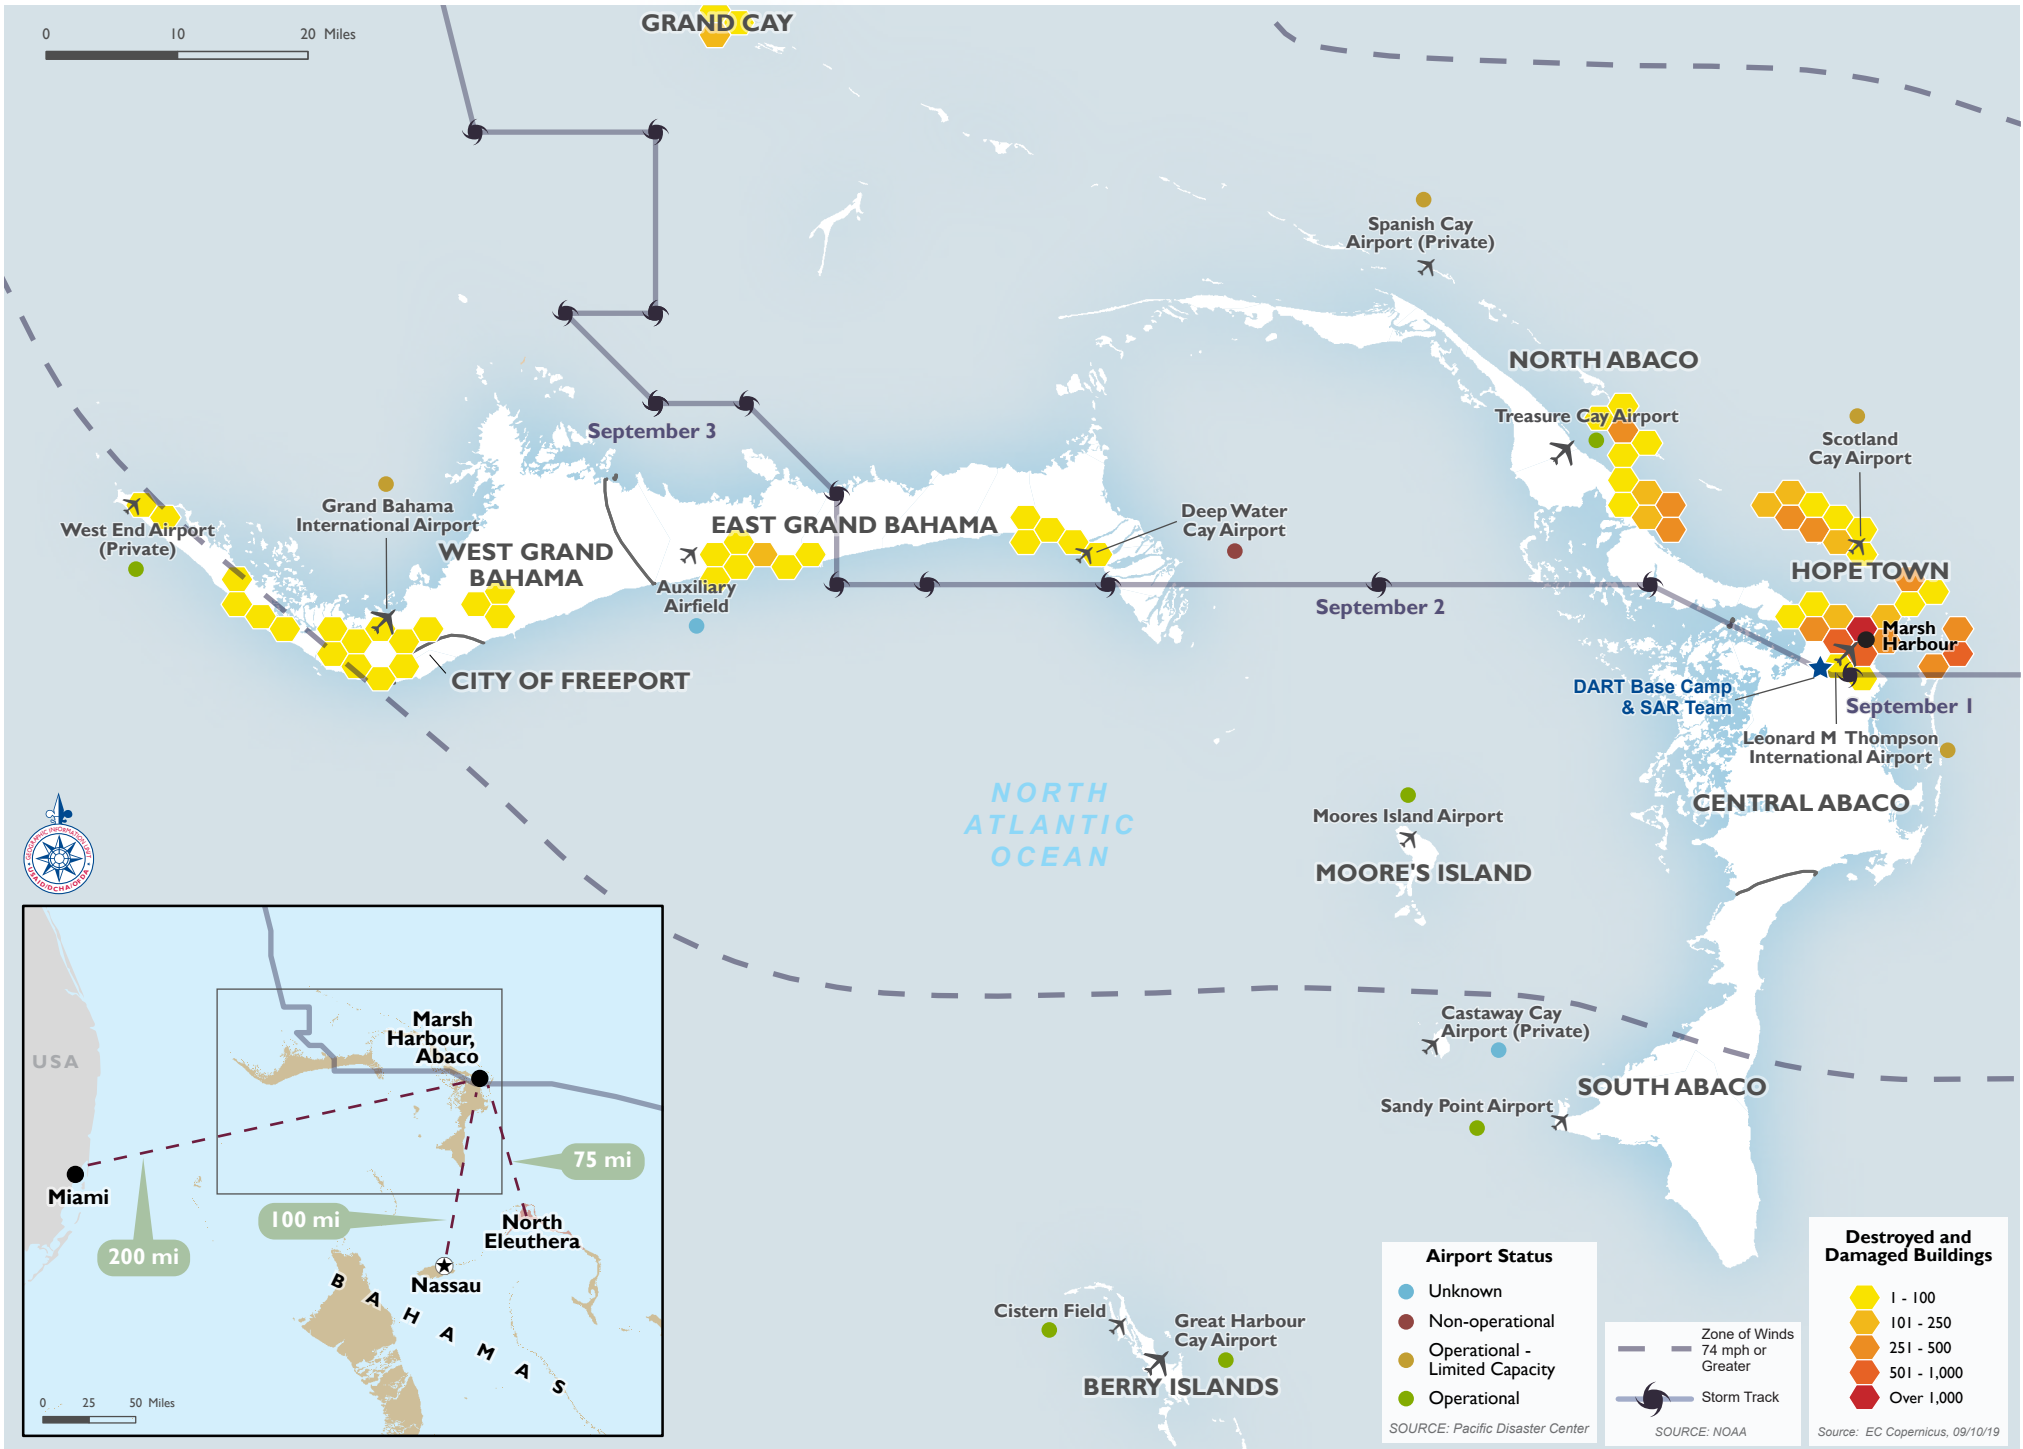 0 10 20 Miles
GRAND CAY
Spanish Cay
Airport (Private)
NORTH ABACO
Treasure Cay Airport
Scotland
Cay Airport
September 3
Grand Bahama
International Airport
West End Airport
(Private)
WEST GRAND
BAHAMA
EAST GRAND BAHAMA
Deep Water
Cay Airport
Auxiliary
Airfield
September 2
HOPE TOWN
Marsh
Harbour
CITY OF FREEPORT
DART Base Camp
& SAR Team
September 1
Leonard M Thompson
International Airport
NORTH
ATLANTIC
OCEAN
Moores Island Airport
MOORE'S ISLAND
CENTRAL ABACO
GEOGRAPHIC INFORMATION UNIT
USAID/DCHA/OFDA
Castaway Cay
Airport (Private)
SOUTH ABACO
Sandy Point Airport
Cistern Field
Great Harbour
Cay Airport
BERRY ISLANDS
USA
Marsh
Harbour,
Abaco
75 mi
Miami
100 mi
200 mi
North
Eleuthera
Nassau
BAHAMAS
0 25 50 Miles
Airport Status
Unknown
Non-operational
Operational -
Limited Capacity
Operational
SOURCE: Pacific Disaster Center
Zone of Winds
74 mph or
Greater
Storm Track
SOURCE: NOAA
Destroyed and
Damaged Buildings
1 - 100
101 - 250
251 - 500
501 - 1,000
Over 1,000
Source: EC Copernicus, 09/10/19